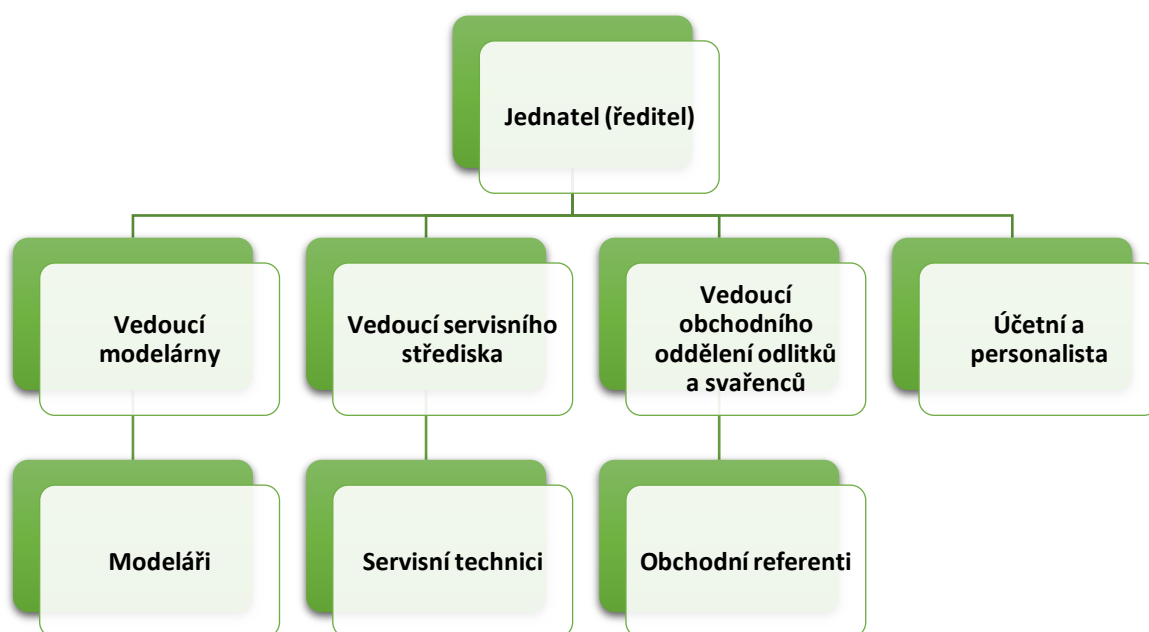 Jednatel (ředitel)
Vedoucí
modelárny
Vedoucí servisního
střediska
Vedoucí
obchodního
oddělení odlitků
a svařenců
Účetní a
personalista
Modeláři
Servisní technici
Obchodní referenti